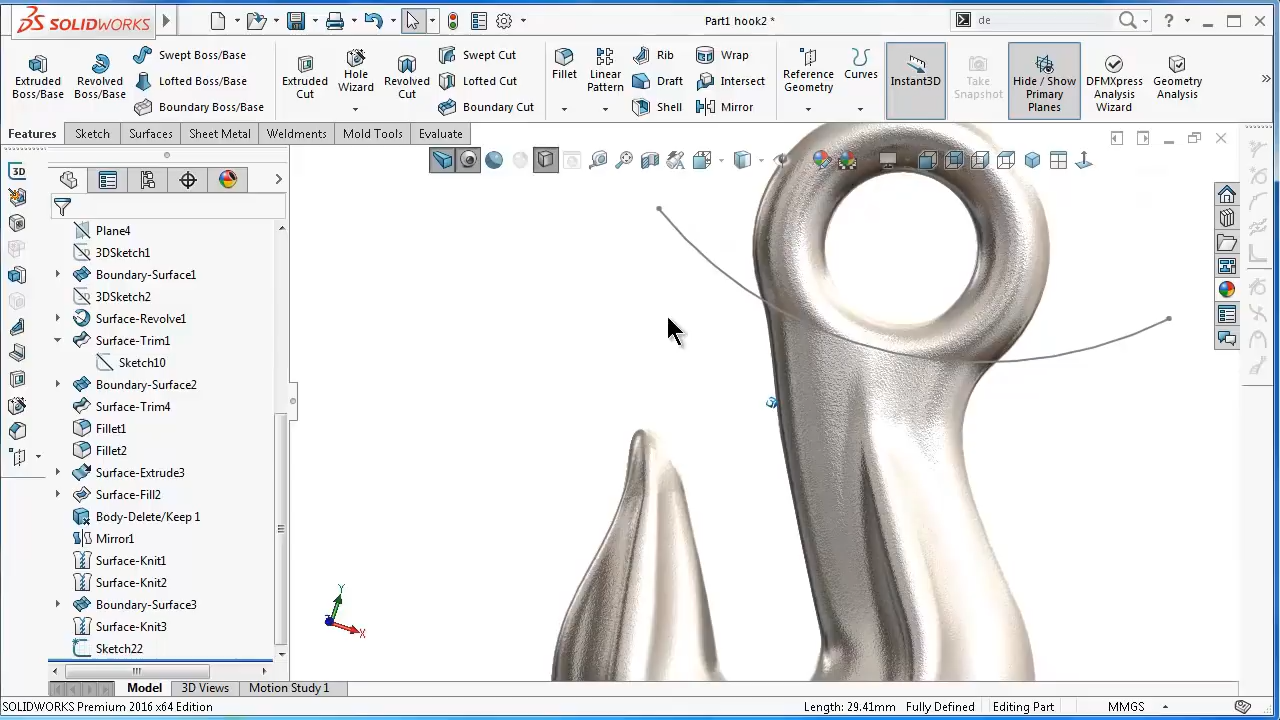 SOLIDWORKS
Part1 hook2 *
de
Extruded Boss/Base
Revolved Boss/Base
Swept Boss/Base
Lofted Boss/Base
Boundary Boss/Base
Extruded Cut
Hole Wizard
Revolved Cut
Swept Cut
Lofted Cut
Boundary Cut
Fillet
Linear Pattern
Rib
Draft
Shell
Wrap
Intersect
Mirror
Reference Geometry
Curves
Instant3D
Take Snapshot
Hide / Show Primary Planes
DFMXpress Analysis Wizard
Geometry Analysis
Features
Sketch
Surfaces
Sheet Metal
Weldments
Mold Tools
Evaluate
3D
Plane4
3DSketch1
Boundary-Surface1
3DSketch2
Surface-Revolve1
Surface-Trim1
Sketch10
Boundary-Surface2
Surface-Trim4
Fillet1
Fillet2
Surface-Extrude3
Surface-Fill2
Body-Delete/Keep 1
Mirror1
Surface-Knit1
Surface-Knit2
Boundary-Surface3
Surface-Knit3
Sketch22
Y
X
Model
3D Views
Motion Study 1
SOLIDWORKS Premium 2016 x64 Edition
Length: 29.41mm
Fully Defined
Editing Part
MMGS